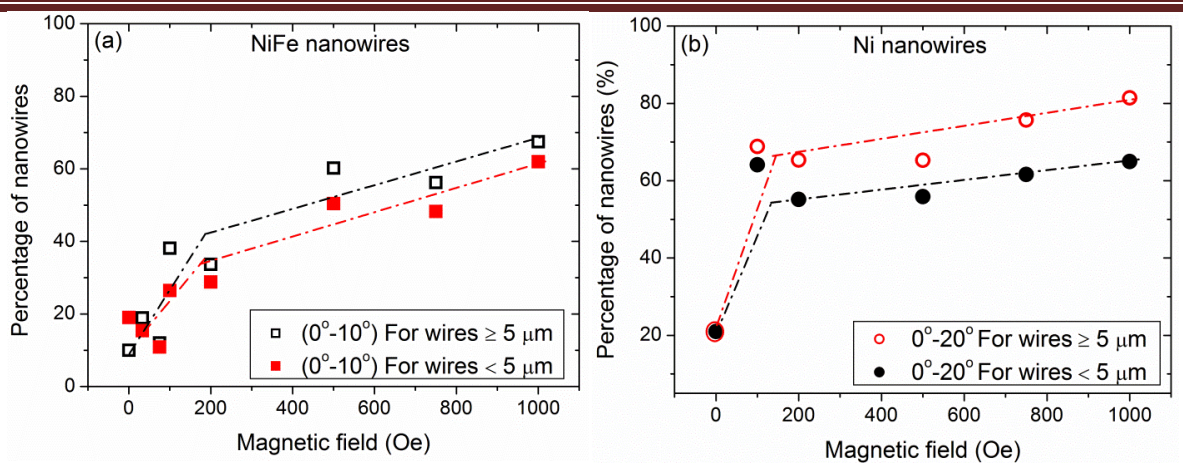 (a)
NiFe nanowires
Percentage of nanowires
100
80
60
40
20
0
(0°-10°) For wires ≥ 5 μm
(0°-10°) For wires < 5 μm
0 200 400 600 800 1000
Magnetic field (Oe)
(b)
Ni nanowires
Percentage of nanowires (%)
100
80
60
40
20
0°-20° For wires ≥ 5 μm
0°-20° For wires < 5 μm
0 200 400 600 800 1000
Magnetic field (Oe)